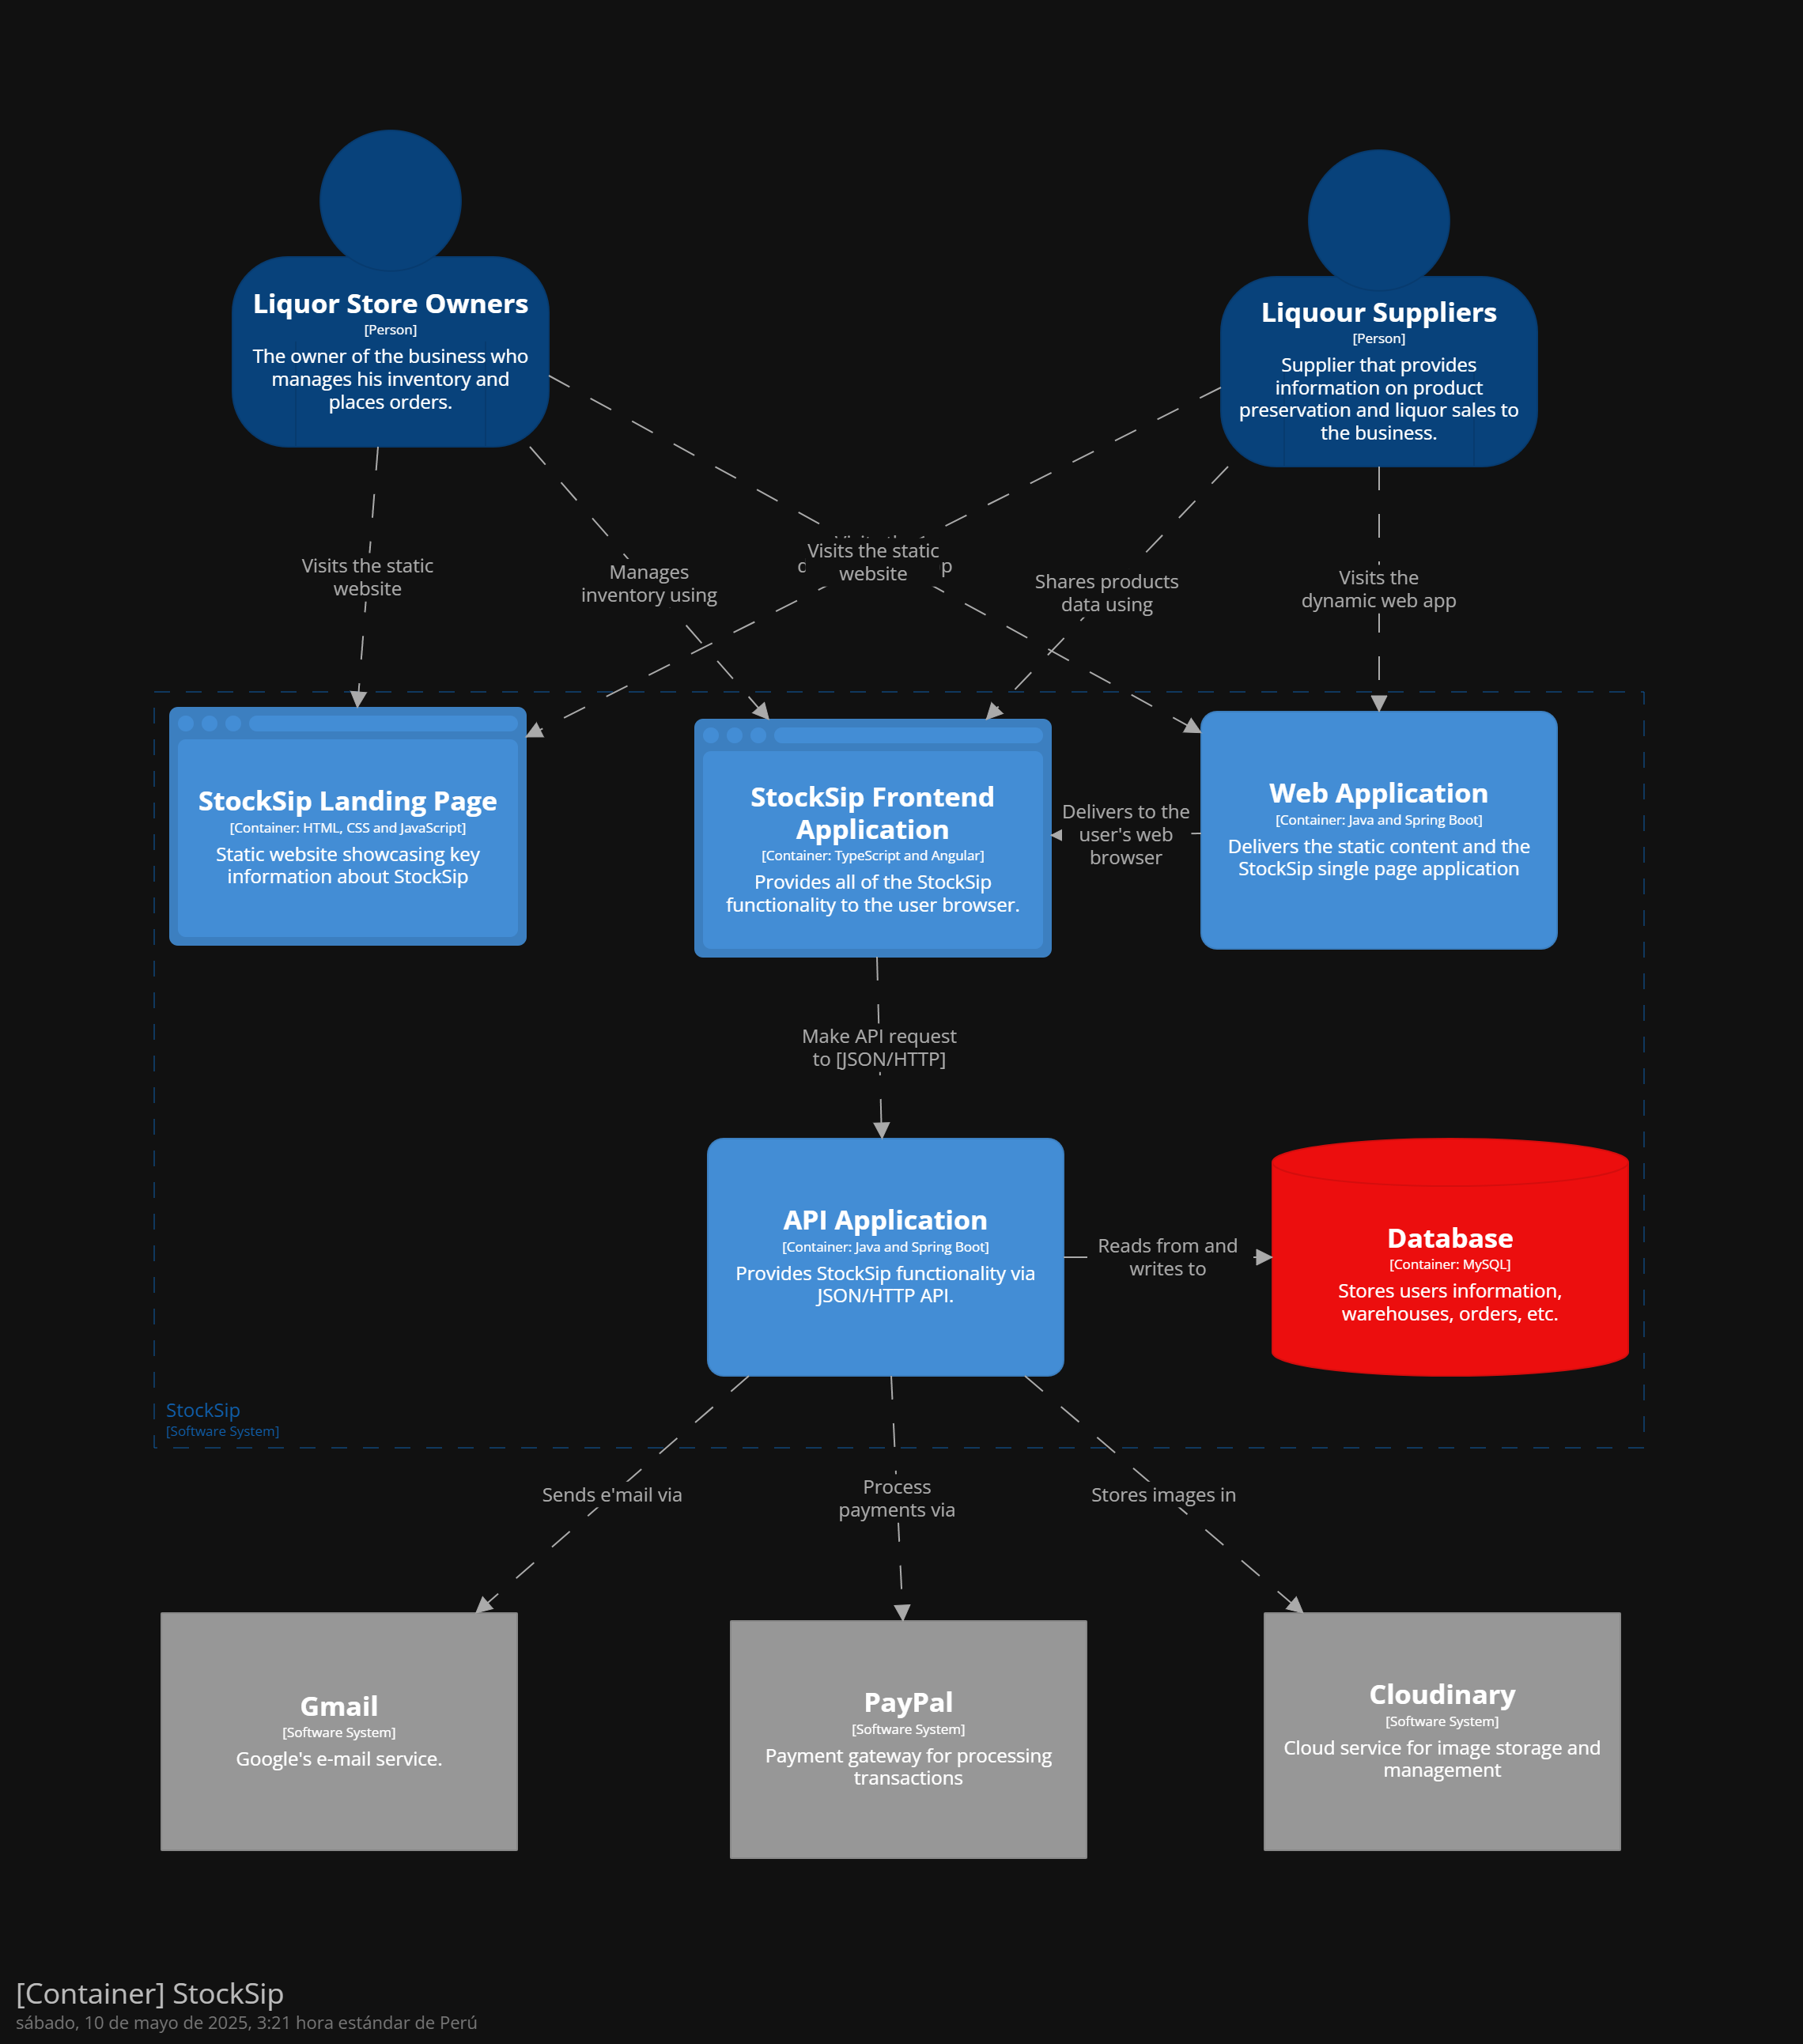 Liquor Store Owners
[Person]
The owner of the business who
manages his inventory and
places orders.
Liquour Suppliers
[Person]
Supplier that provides
information on product
preservation and liquor sales to
the business.
Visits the static
website
Manages
inventory using
Visits the static
website
Shares products
data using
Visits the
dynamic web app
StockSip Landing Page
[Container: HTML, CSS and JavaScript]
Static website showcasing key
information about StockSip
StockSip Frontend
Application
[Container: TypeScript and Angular]
Provides all of the StockSip
functionality to the user browser.
Delivers to the
user's web
browser
Web Application
[Container: Java and Spring Boot]
Delivers the static content and the
StockSip single page application
Make API request
to [JSON/HTTP]
API Application
[Container: Java and Spring Boot]
Provides StockSip functionality via
JSON/HTTP API.
Reads from and
writes to
Database
[Container: MySQL]
Stores users information,
warehouses, orders, etc.
StockSip
[Software System]
Sends e'mail via
Process
payments via
Stores images in
Gmail
[Software System]
Google's e-mail service.
PayPal
[Software System]
Payment gateway for processing
transactions
Cloudinary
[Software System]
Cloud service for image storage and
management
[Container] StockSip
sábado, 10 de mayo de 2025, 3:21 hora estándar de Perú